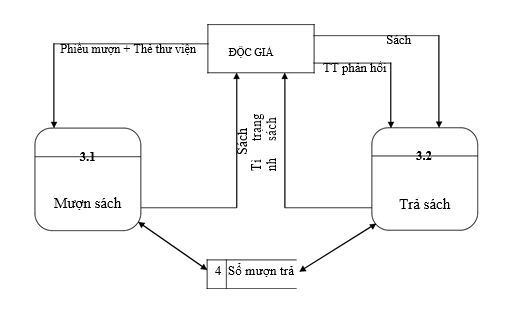 Sách
Phiếu mượn + Thẻ thư viện
ĐỘC GIẢ
TT phản hồi
Sách
Ti trạng sách
nh
3.1
3.2
Mượn sách
Trả sách
4 Sổ mượn trả